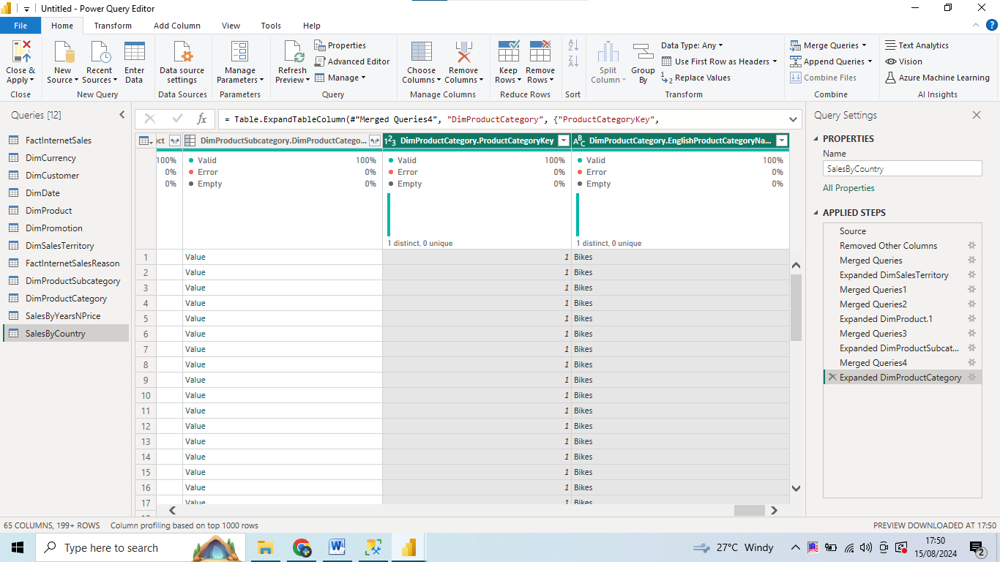 Untitled - Power Query Editor
File Home Transform Add Column View Tools Help
Close & Apply
New Source
Recent Sources
Enter Data
Data source settings
Manage Parameters
Refresh Preview
Properties
Advanced Editor
Manage
Choose Columns
Remove Columns
Keep Rows
Remove Rows
Split Column
Group By
Data Type: Any
Use First Row as Headers
Replace Values
Merge Queries
Append Queries
Combine Files
Text Analytics
Vision
Azure Machine Learning
Close New Query Data Sources Parameters Query Manage Columns Reduce Rows Sort Transform Combine AI Insights
Queries [12]
FactInternetSales
DimCurrency
DimCustomer
DimDate
DimProduct
DimPromotion
DimSalesTerritory
FactInternetSalesReason
DimProductSubcategory
DimProductCategory
SalesByYearsNPrice
SalesByCountry
= Table.ExpandTableColumn(#"Merged Queries4", "DimProductCategory", {"ProductCategoryKey",
ct DimProductSubcategory.DimProductCatego... 123 DimProductCategory.ProductCategoryKey ABC DimProductCategory.EnglishProductCategoryNa...
100% Valid 100% Valid 100% Valid 100%
0% Error 0% Error 0% Error 0%
0% Empty 0% Empty 0% Empty 0%
1 distinct, 0 unique 1 distinct, 0 unique
1 Value 1 Bikes
2 Value 1 Bikes
3 Value 1 Bikes
4 Value 1 Bikes
5 Value 1 Bikes
6 Value 1 Bikes
7 Value 1 Bikes
8 Value 1 Bikes
9 Value 1 Bikes
10 Value 1 Bikes
11 Value 1 Bikes
12 Value 1 Bikes
13 Value 1 Bikes
14 Value 1 Bikes
15 Value 1 Bikes
16 Value 1 Bikes
17 Value 1 Bikes
Query Settings
PROPERTIES
Name
SalesByCountry
All Properties
APPLIED STEPS
Source
Removed Other Columns
Merged Queries
Expanded DimSalesTerritory
Merged Queries1
Merged Queries2
Expanded DimProduct.1
Merged Queries3
Expanded DimProductSubcat...
Merged Queries4
Expanded DimProductCategory
65 COLUMNS, 199+ ROWS Column profiling based on top 1000 rows PREVIEW DOWNLOADED AT 17:50
Type here to search
27°C Windy
17:50
15/08/2024
2